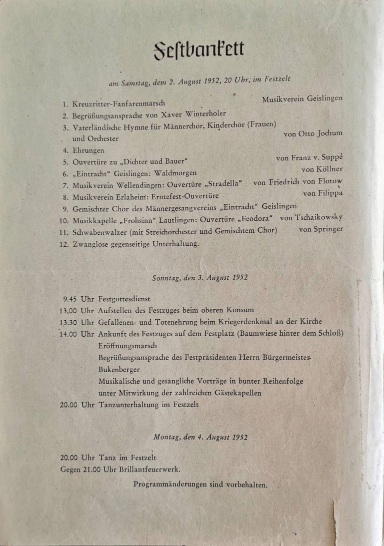 Festbankett
am Samstag, dem 2. August 1952, 20 Uhr, im Festzelt
1. Kreuzritter-Fanfarenmarsch Musikverein Geislingen
2. Begrüßungsansprache von Xaver Winterholer
3. Vaterländische Hymne für Männerchor, Kinderchor (Frauen)
und Orchester von Otto Jochum
4. Ehrungen
5. Ouvertüre zu „Dichter und Bauer" von Franz v. Suppé
6. „Eintracht" Geislingen: Waldmorgen von Köllner
7. Musikverein Wellendingen: Ouvertüre „Stradella" von Friedrich von Flotow
8. Musikverein Erlaheim: Erntefest-Ouvertüre von Filippa
9. Gemischter Chor des Männergesangvereins „Eintracht" Geislingen
10. Musikkapelle „Frohsinn" Lautlingen: Ouvertüre „Feodora" von Tschaikowsky
11. Schwabenwalzer (mit Streichorchester und Gemischtem Chor) von Springer
12. Zwanglose gegenseitige Unterhaltung.
Sonntag, den 3. August 1952
9.45 Uhr Festgottesdienst
13.00 Uhr Aufstellen des Festzuges beim oberen Konsum
13.30 Uhr Gefallenen- und Totenehrung beim Kriegerdenkmal an der Kirche
14.00 Uhr Ankunft des Festzuges auf dem Festplatz (Baumwiese hinter dem Schloß)
Eröffnungsmarsch
Begrüßungsansprache des Festpräsidenten Herrn Bürgermeister
Bukenberger
Musikalische und gesangliche Vorträge in bunter Reihenfolge
unter Mitwirkung der zahlreichen Gästekapellen
20.00 Uhr Tanzunterhaltung im Festzelt
Montag, den 4. August 1952
20.00 Uhr Tanz im Festzelt
Gegen 21.00 Uhr Brillantfeuerwerk.
Programmänderungen sind vorbehalten.